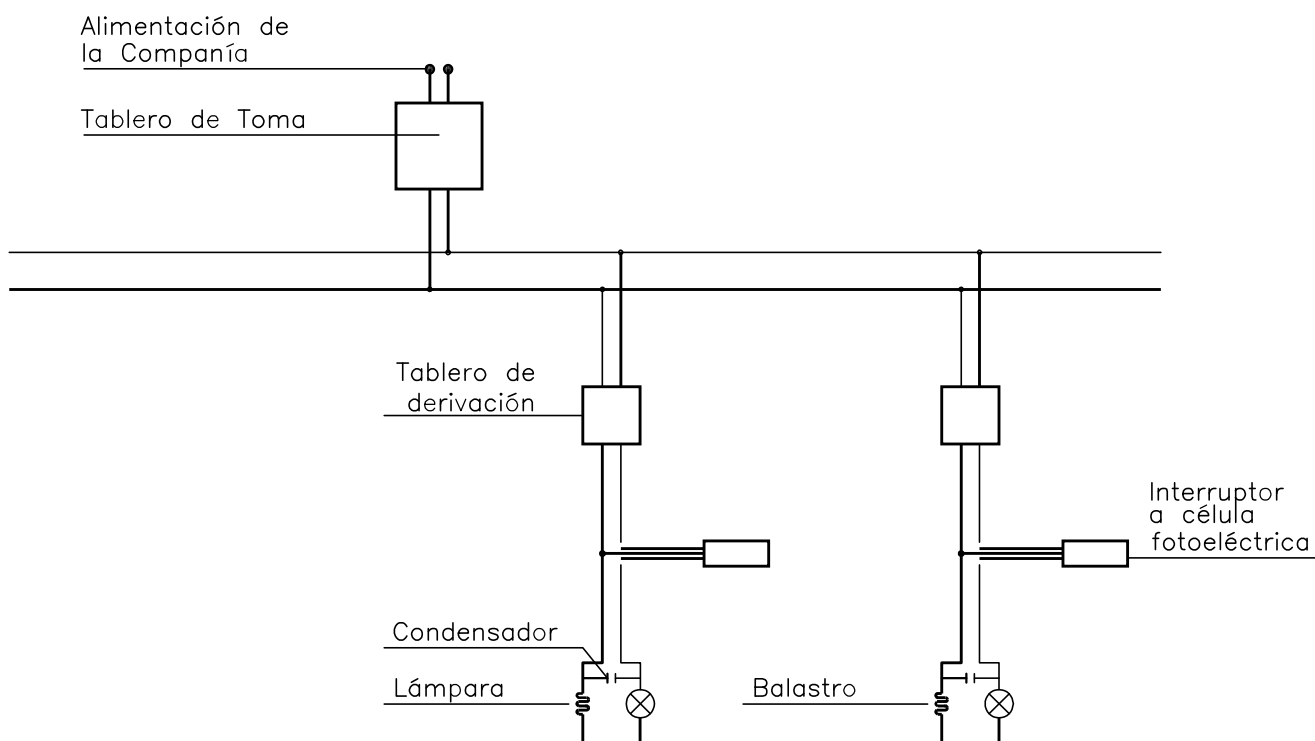 Alimentación de
la Companía
Tablero de Toma
Tablero de
derivación
Interruptor
a célula
fotoeléctrica
Condensador
Lámpara
Balastro